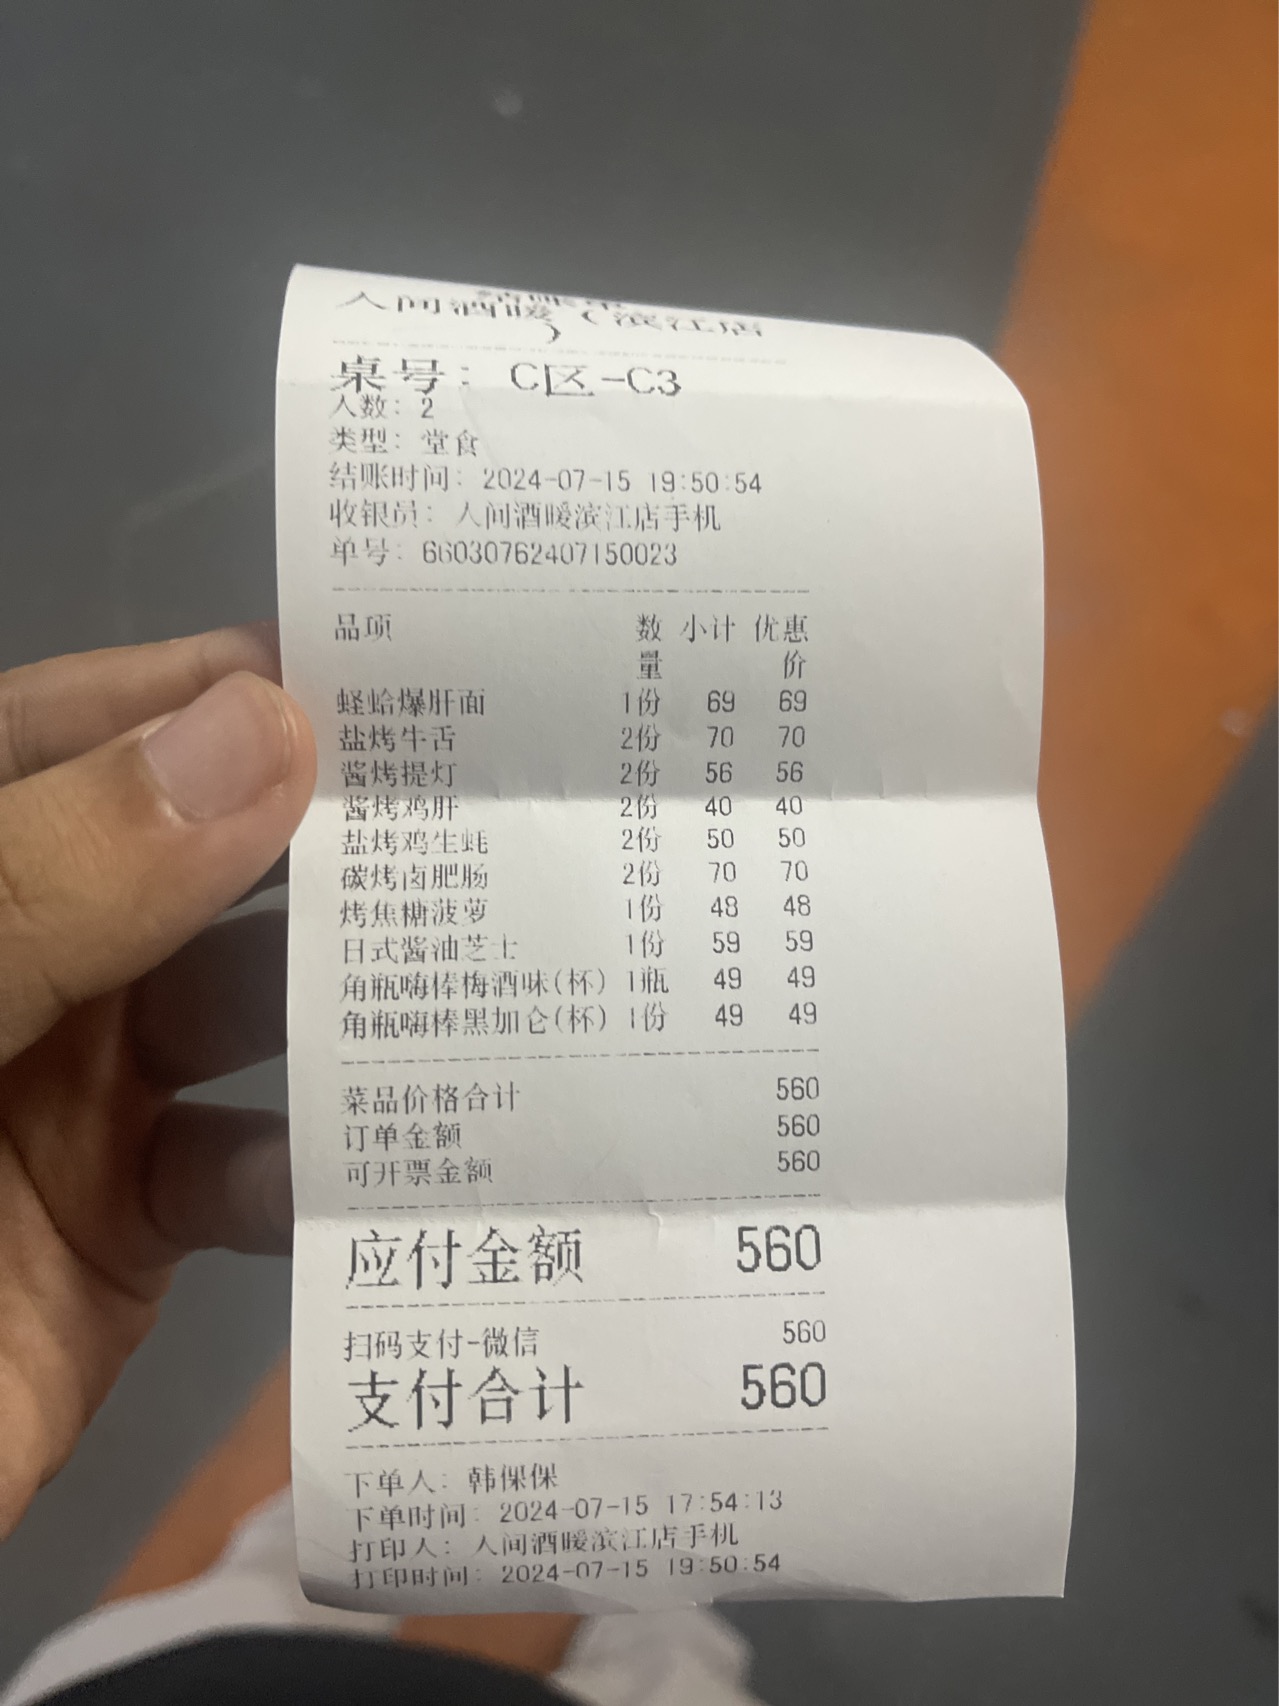 结账单
人间酒暖（滨江店
）
桌号：C区-C3
人数：2
类型：堂食
结账时间：2024-07-15 19:50:54
收银员：人间酒暖滨江店手机
单号：66030762407150023
品项 数量 小计 优惠价
蛏蛤爆肝面 1份 69 69
盐烤牛舌 2份 70 70
酱烤提灯 2份 56 56
酱烤鸡肝 2份 40 40
盐烤鸡生蚝 2份 50 50
碳烤卤肥肠 2份 70 70
烤焦糖菠萝 1份 48 48
日式酱油芝士 1份 59 59
角瓶嗨棒梅酒味(杯) 1瓶 49 49
角瓶嗨棒黑加仑(杯) 1份 49 49
菜品价格合计 560
订单金额 560
可开票金额 560
应付金额 560
扫码支付-微信 560
支付合计 560
下单人：韩倮倮
下单时间：2024-07-15 17:54:13
打印人：人间酒暖滨江店手机
打印时间：2024-07-15 19:50:54